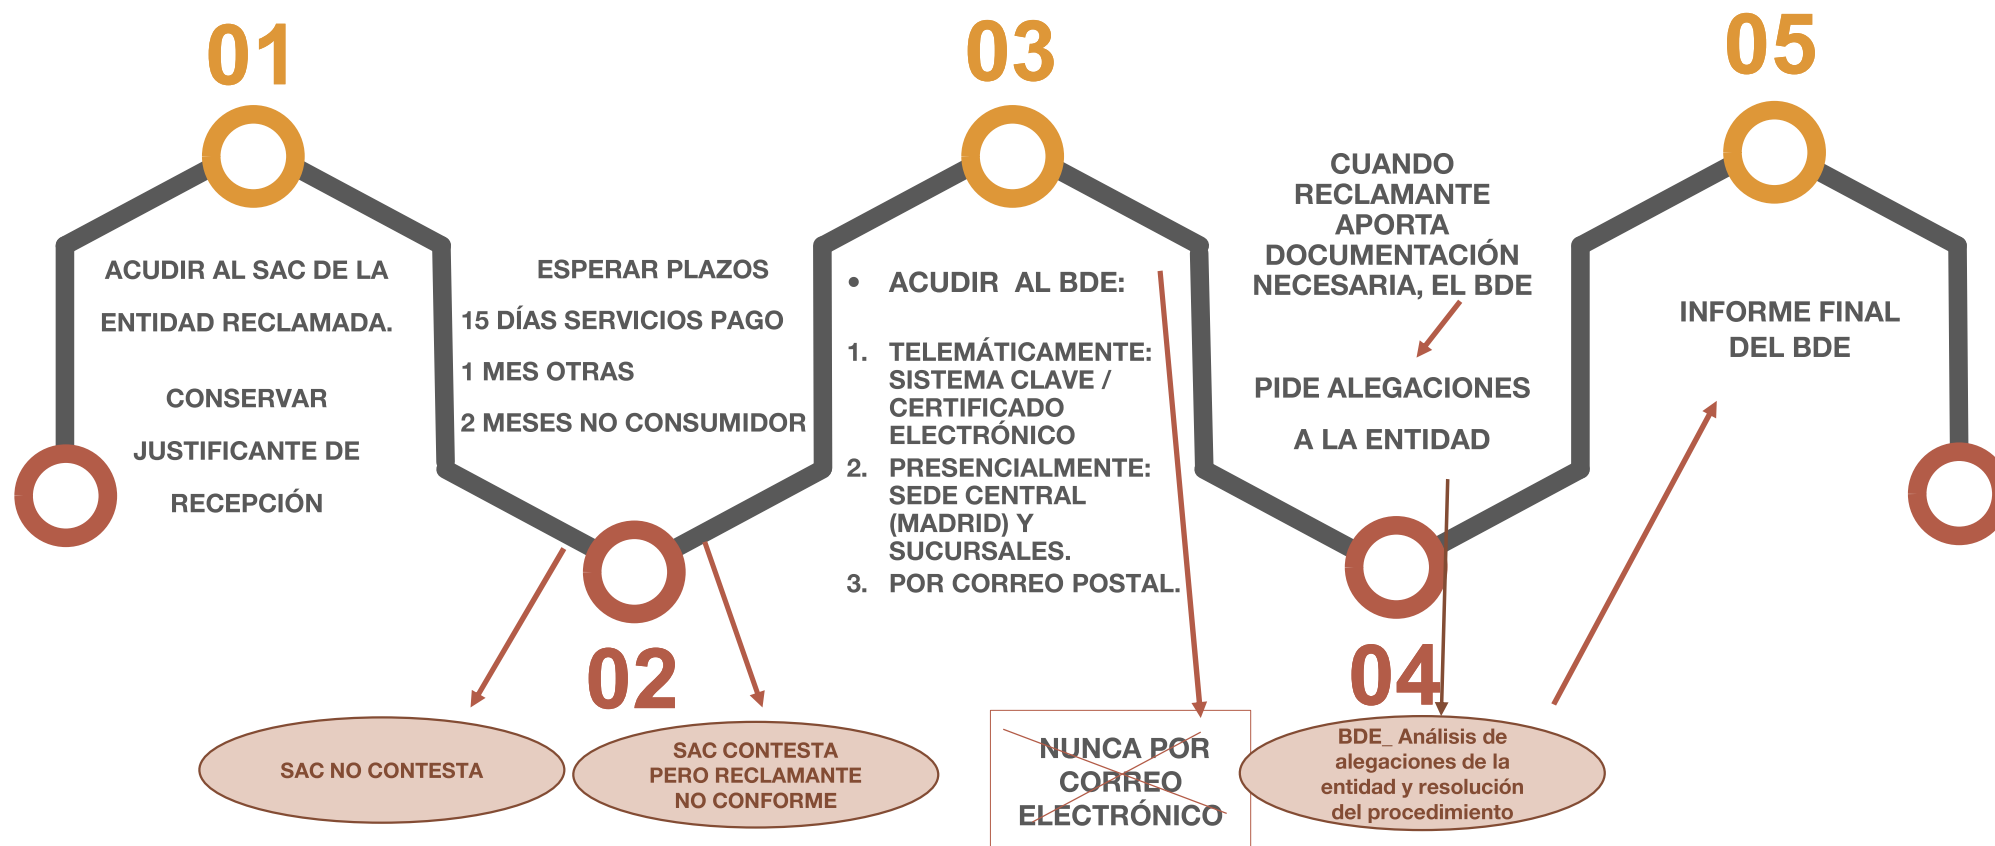 01
ACUDIR AL SAC DE LA
ENTIDAD RECLAMADA.
CONSERVAR
JUSTIFICANTE DE
RECEPCIÓN
ESPERAR PLAZOS
15 DÍAS SERVICIOS PAGO
1 MES OTRAS
2 MESES NO CONSUMIDOR
02
SAC NO CONTESTA
SAC CONTESTA
PERO RECLAMANTE
NO CONFORME
03
• ACUDIR AL BDE:
1. TELEMÁTICAMENTE:
SISTEMA CLAVE /
CERTIFICADO
ELECTRÓNICO
2. PRESENCIALMENTE:
SEDE CENTRAL
(MADRID) Y
SUCURSALES.
3. POR CORREO POSTAL.
NUNCA POR
CORREO
ELECTRÓNICO
CUANDO
RECLAMANTE
APORTA
DOCUMENTACIÓN
NECESARIA, EL BDE
PIDE ALEGACIONES
A LA ENTIDAD
04
BDE_ Análisis de
alegaciones de la
entidad y resolución
del procedimiento
05
INFORME FINAL
DEL BDE